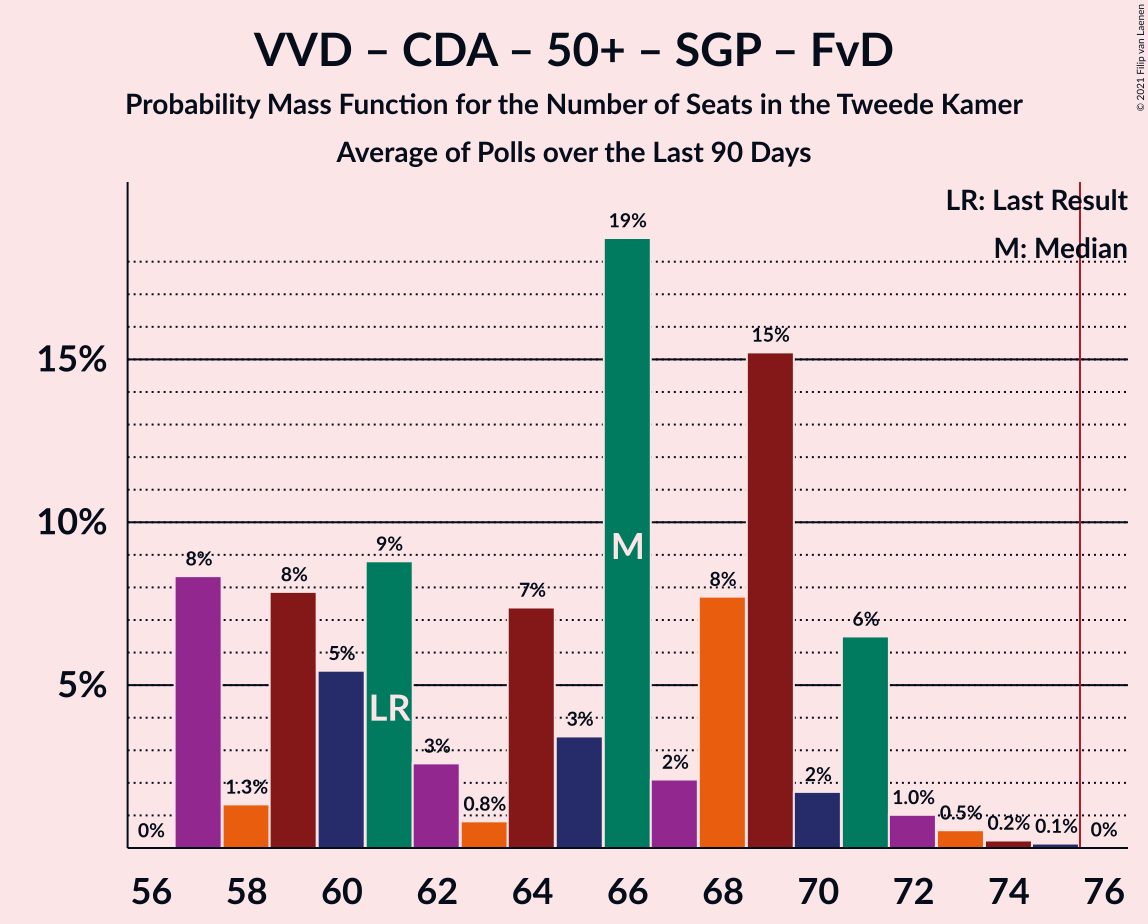 VVD – CDA – 50+ – SGP – FvD
Probability Mass Function for the Number of Seats in the Tweede Kamer
Average of Polls over the Last 90 Days
© 2021 Filip van Laenen
LR: Last Result
M: Median
19%
15%
15%
10%
9%
8%
8%
8%
7%
6%
5%
5%
3%
3%
2%
2%
1.3%
1.0%
0.8%
0.5%
0.2%
0.1%
0%
0%
M
LR
56 58 60 62 64 66 68 70 72 74 76